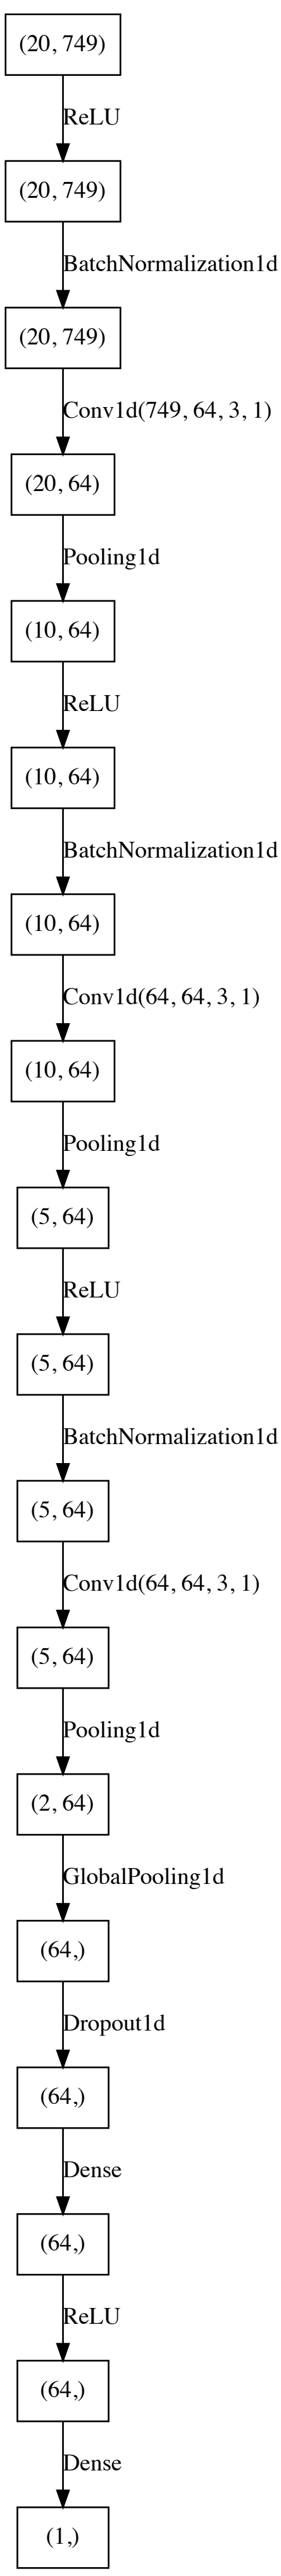 (20, 749)
ReLU
(20, 749)
BatchNormalization1d
(20, 749)
Conv1d(749, 64, 3, 1)
(20, 64)
Pooling1d
(10, 64)
ReLU
(10, 64)
BatchNormalization1d
(10, 64)
Conv1d(64, 64, 3, 1)
(10, 64)
Pooling1d
(5, 64)
ReLU
(5, 64)
BatchNormalization1d
(5, 64)
Conv1d(64, 64, 3, 1)
(5, 64)
Pooling1d
(2, 64)
GlobalPooling1d
(64,)
Dropout1d
(64,)
Dense
(64,)
ReLU
(64,)
Dense
(1,)